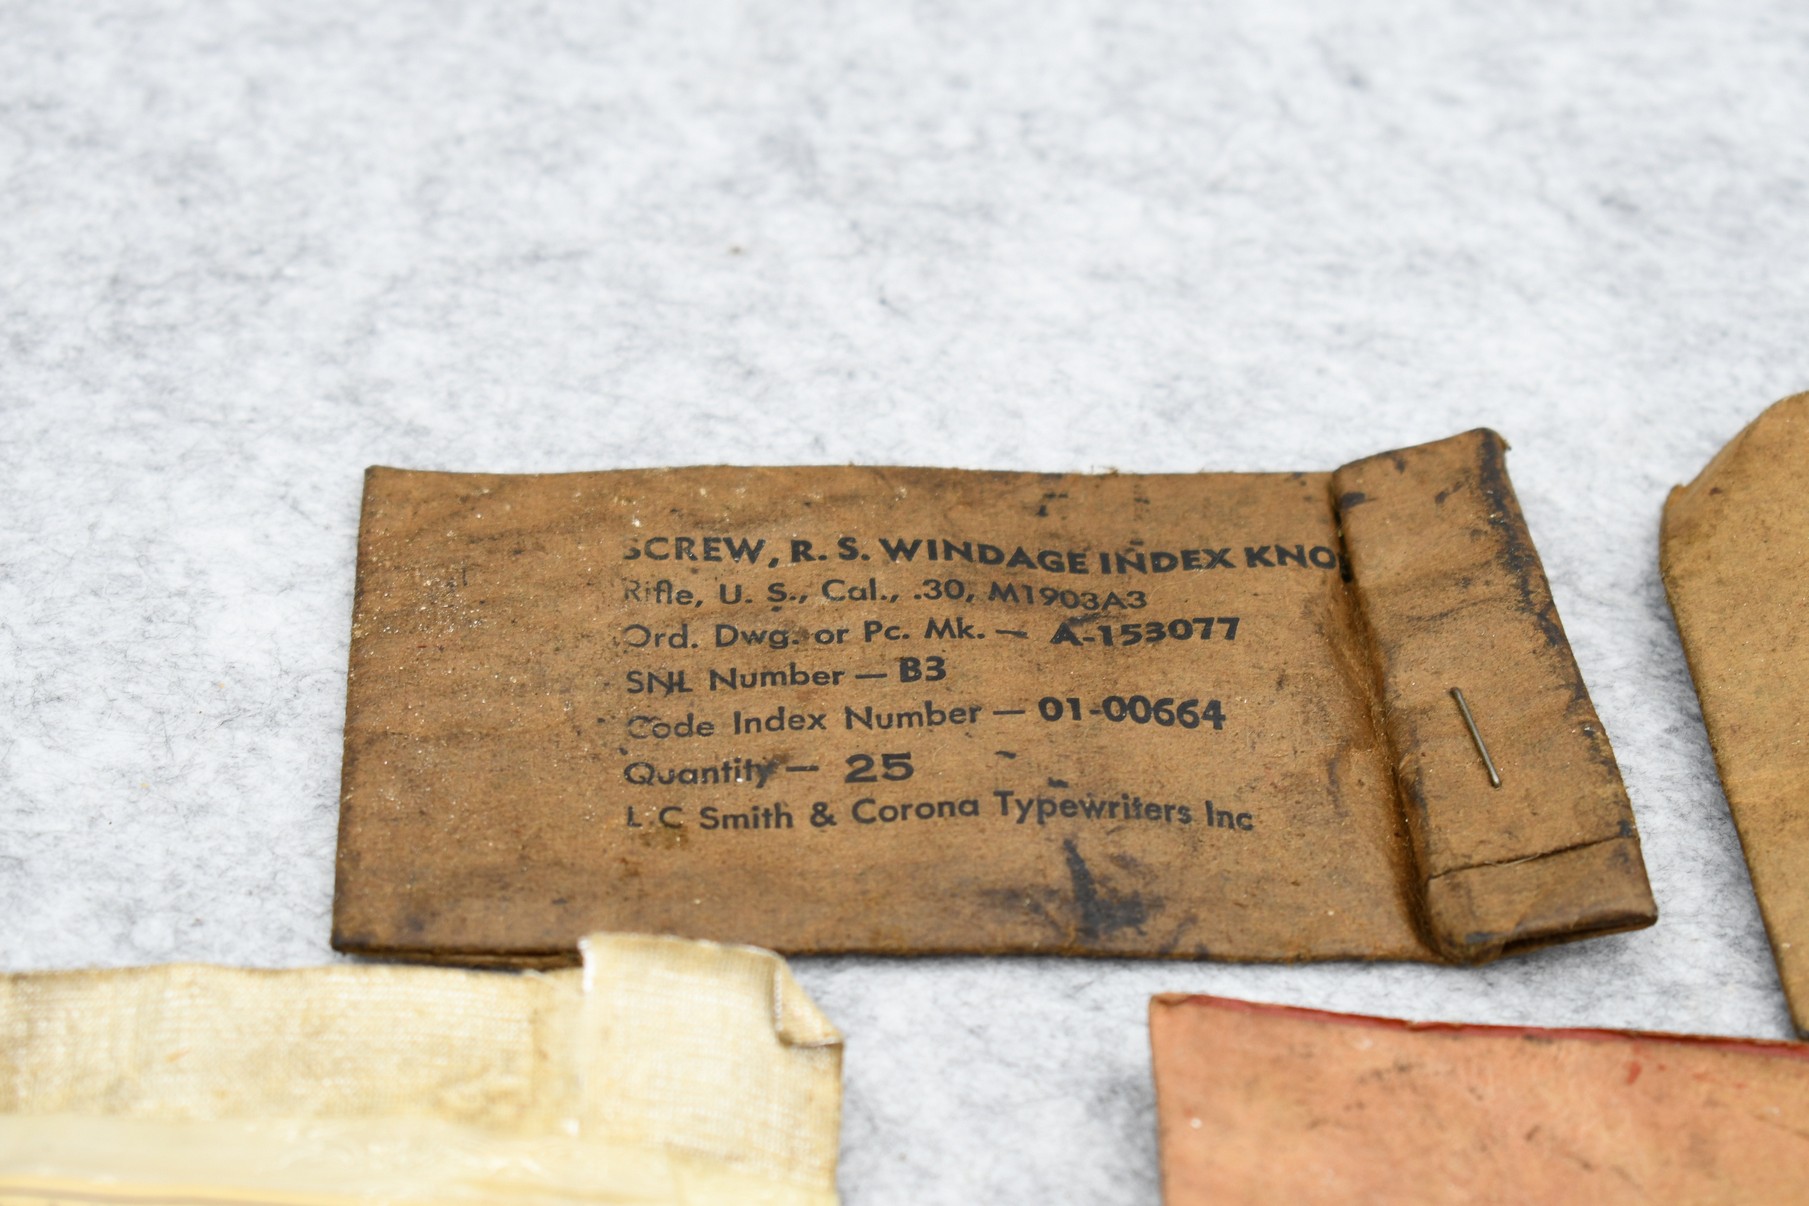 SCREW, R. S. WINDAGE INDEX KNO
Rifle, U. S., Cal., .30, M1903A3
Ord. Dwg. or Pc. Mk. — A-153077
SNL Number — B3
Code Index Number — 01-00664
Quantity — 25
L C Smith & Corona Typewriters Inc